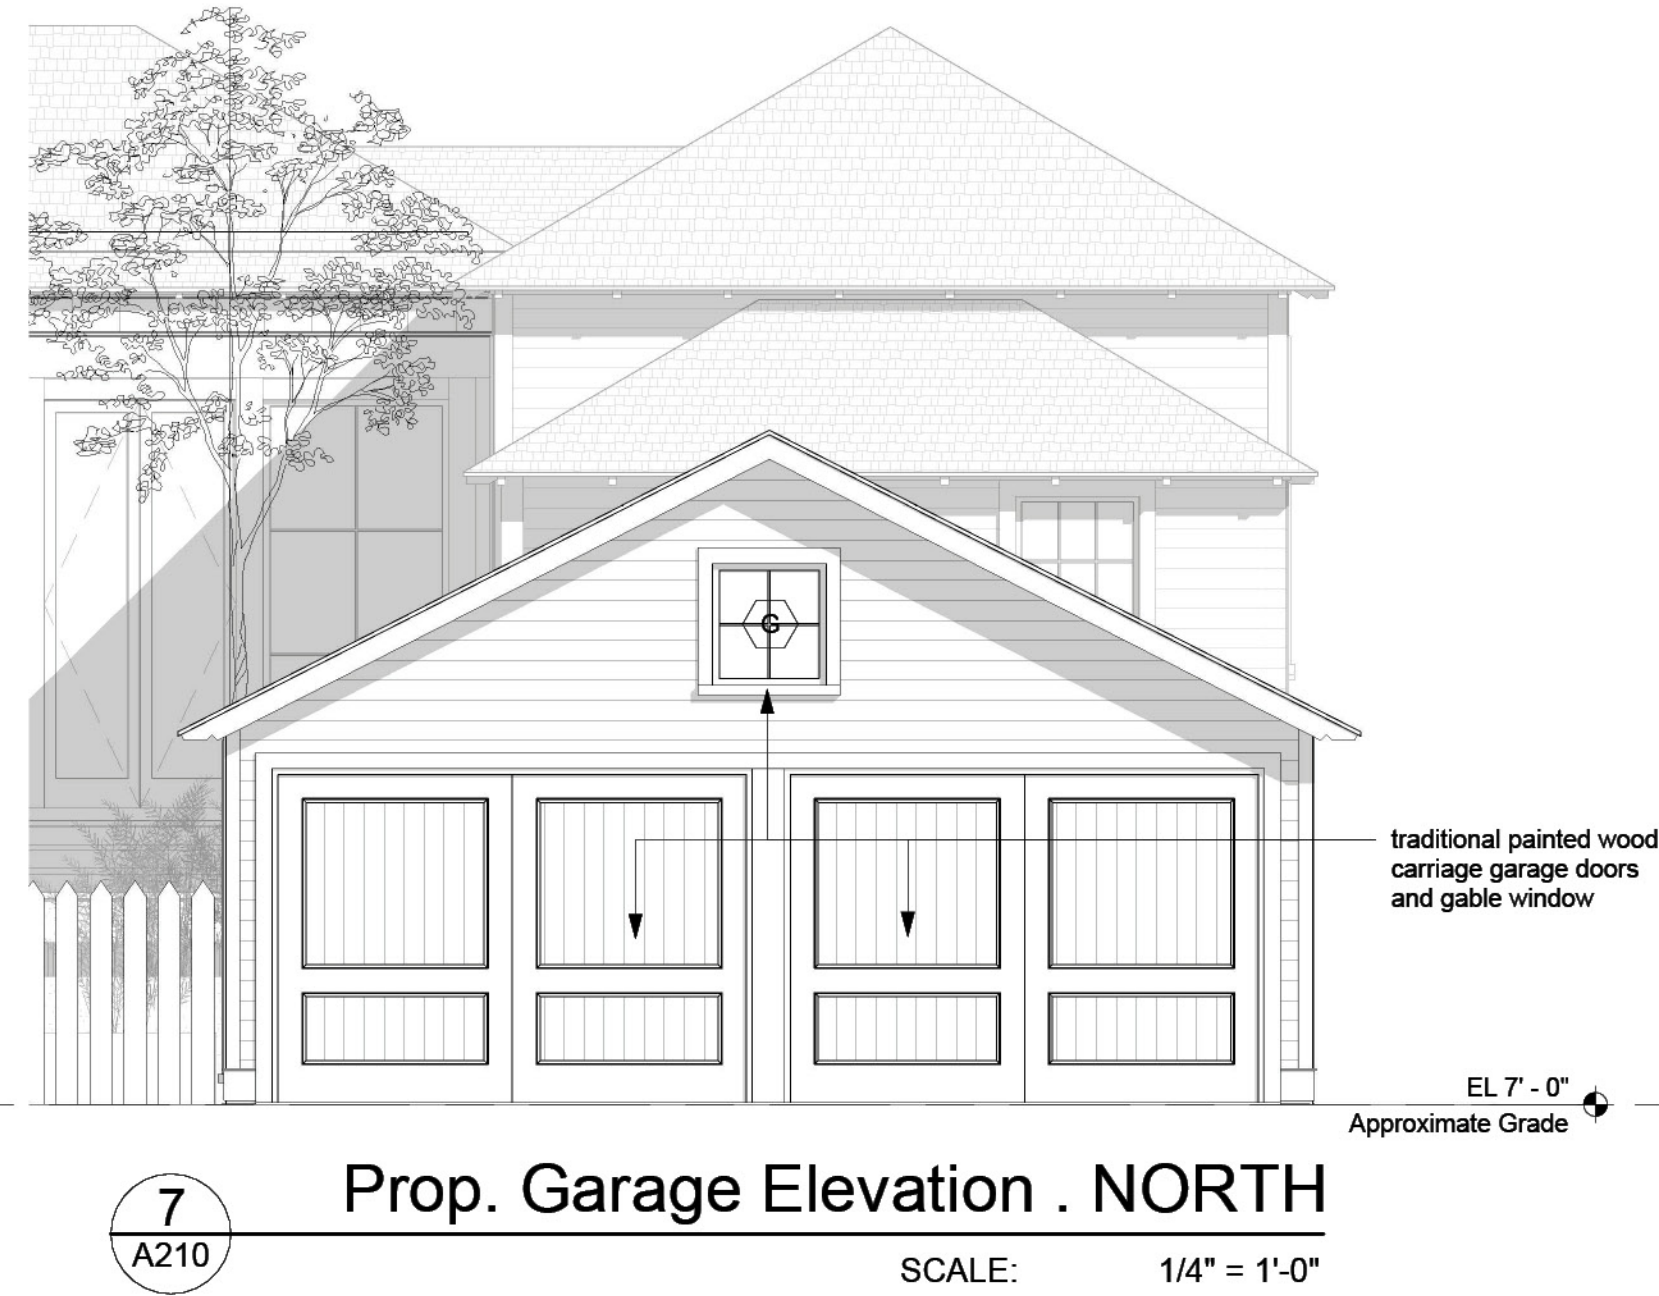 G
traditional painted wood
carriage garage doors
and gable window
EL 7' - 0"
Approximate Grade
7
A210
Prop. Garage Elevation . NORTH
SCALE: 1/4" = 1'-0"